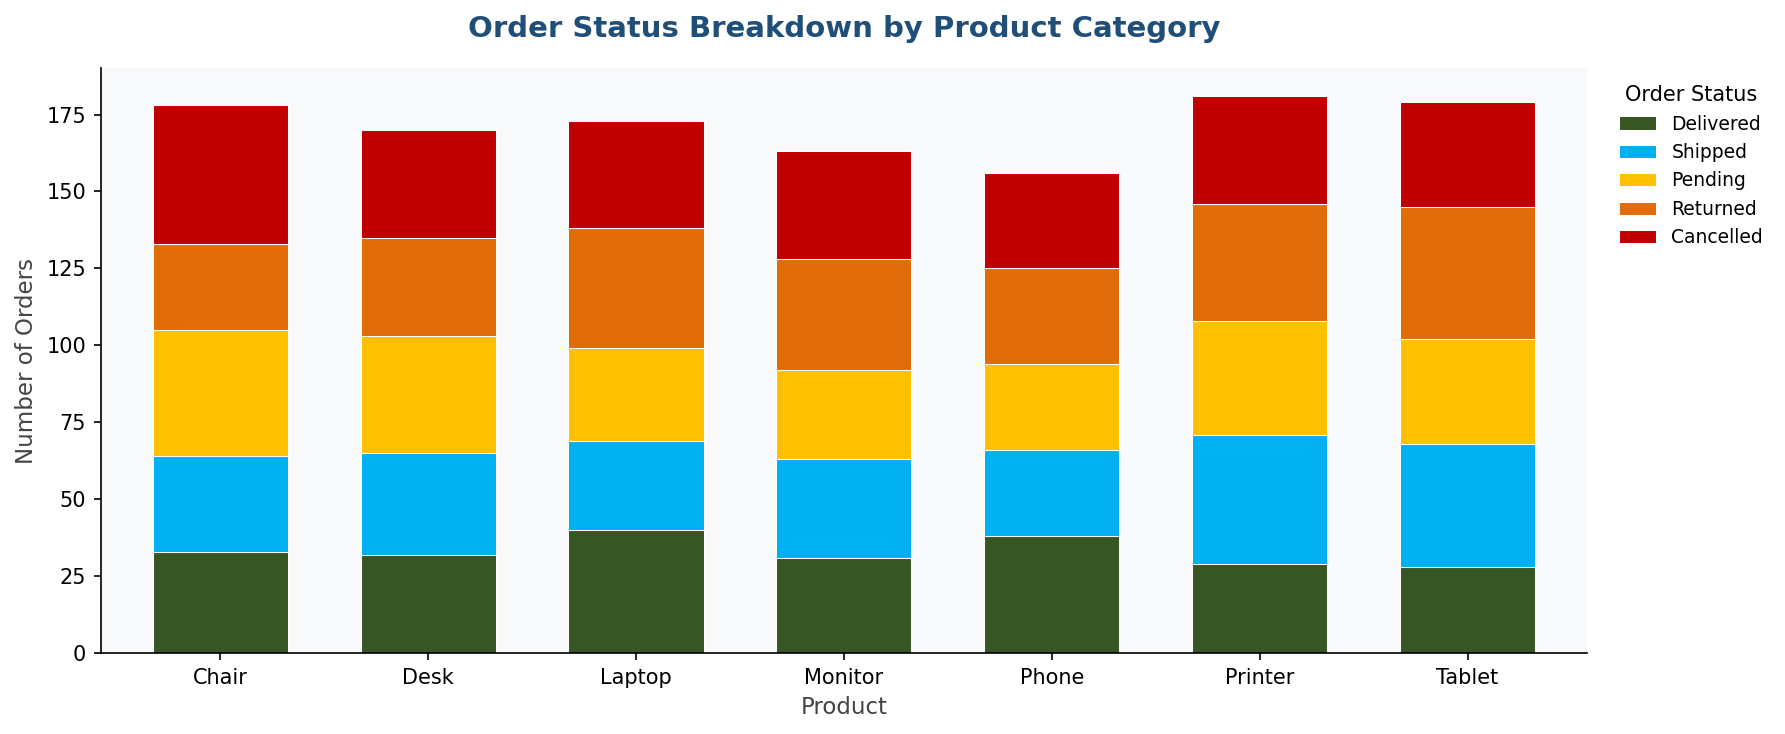 Order Status Breakdown by Product Category
Number of Orders
175
150
125
100
75
50
25
0
Chair
Desk
Laptop
Monitor
Phone
Printer
Tablet
Product
Order Status
Delivered
Shipped
Pending
Returned
Cancelled